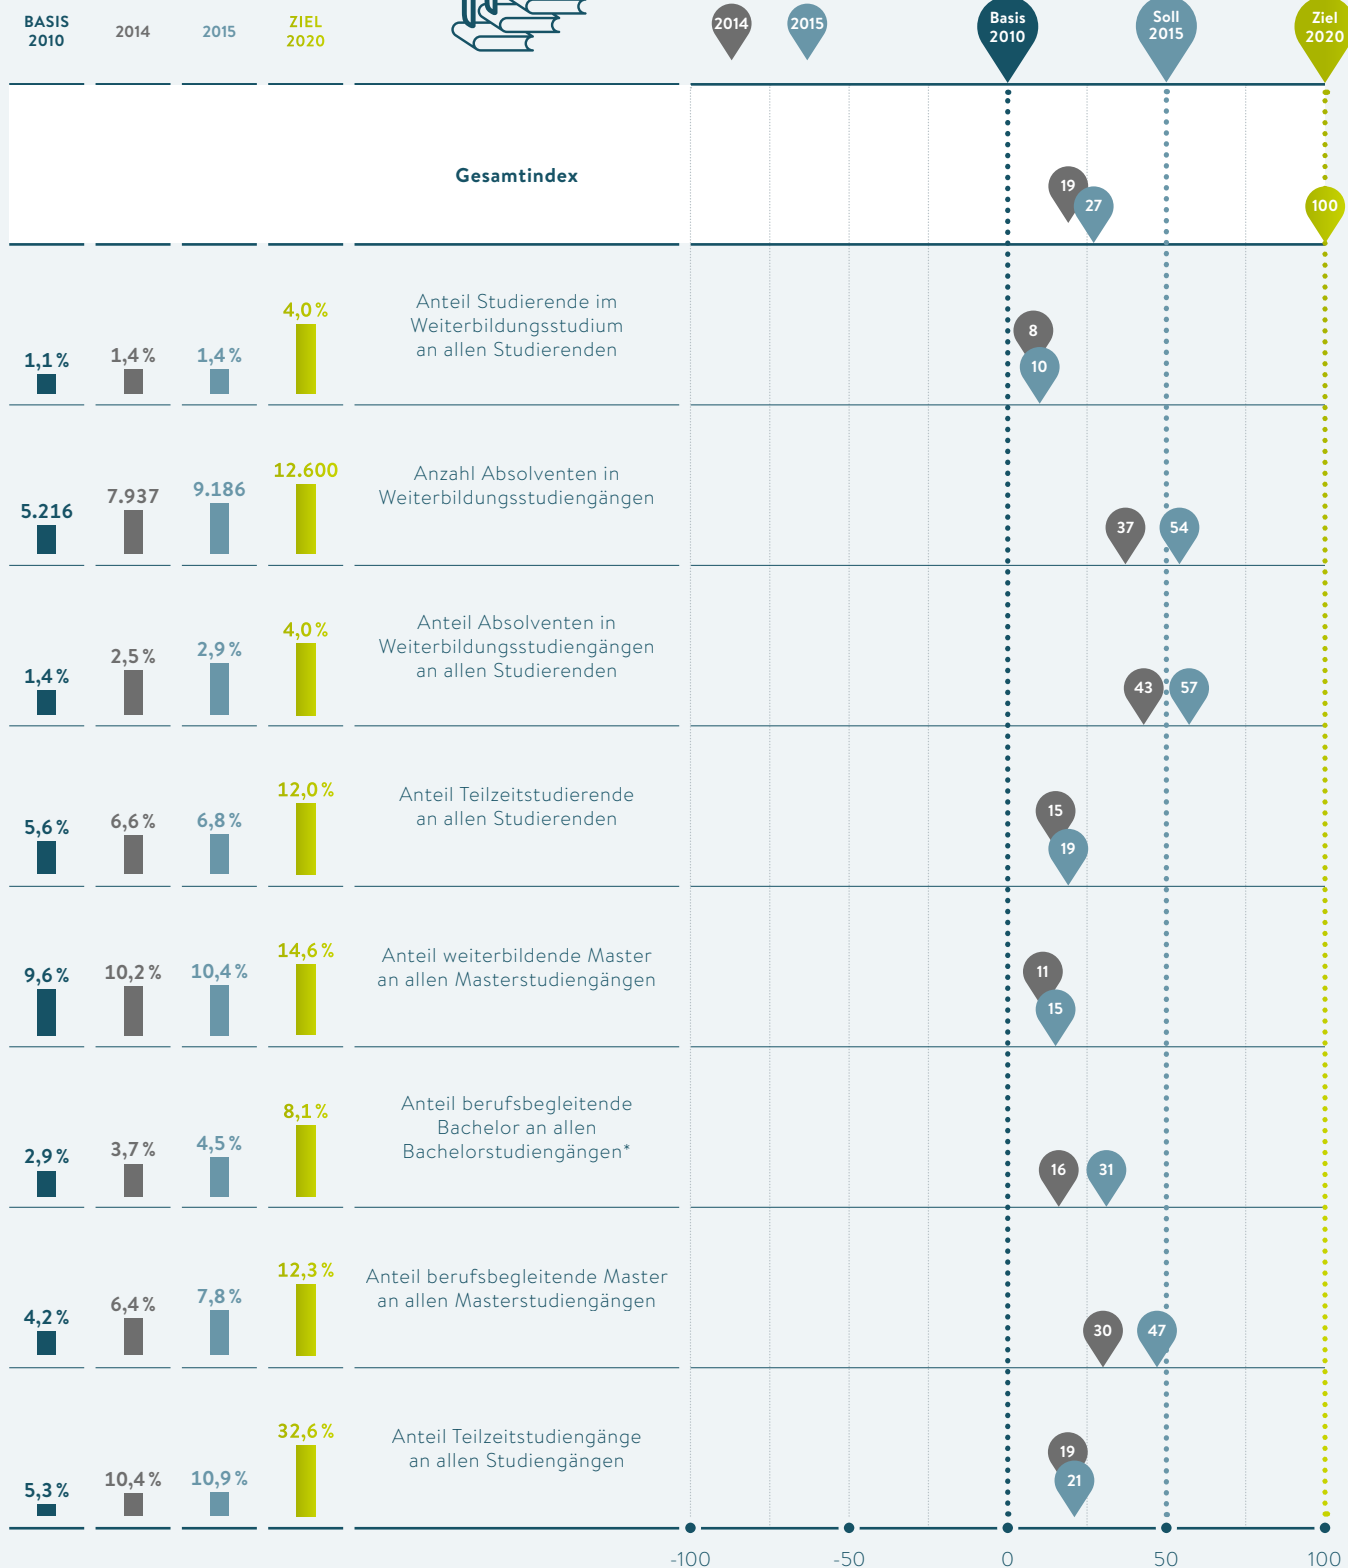 BASIS
2010
2014
2015
ZIEL
2020
2014
2015
Basis
2010
Soll
2015
Ziel
2020
Gesamtindex
19
27
100
1,1 %
1,4 %
1,4 %
4,0 %
Anteil Studierende im
Weiterbildungsstudium
an allen Studierenden
8
10
5.216
7.937
9.186
12.600
Anzahl Absolventen in
Weiterbildungsstudiengängen
37
54
1,4 %
2,5 %
2,9 %
4,0 %
Anteil Absolventen in
Weiterbildungsstudiengängen
an allen Studierenden
43
57
5,6 %
6,6 %
6,8 %
12,0 %
Anteil Teilzeitstudierende
an allen Studierenden
15
19
9,6 %
10,2 %
10,4 %
14,6 %
Anteil weiterbildende Master
an allen Masterstudiengängen
11
15
2,9 %
3,7 %
4,5 %
8,1 %
Anteil berufsbegleitende
Bachelor an allen
Bachelorstudiengängen*
16
31
4,2 %
6,4 %
7,8 %
12,3 %
Anteil berufsbegleitende Master
an allen Masterstudiengängen
30
47
5,3 %
10,4 %
10,9 %
32,6 %
Anteil Teilzeitstudiengänge
an allen Studiengängen
19
21
-100
-50
0
50
100